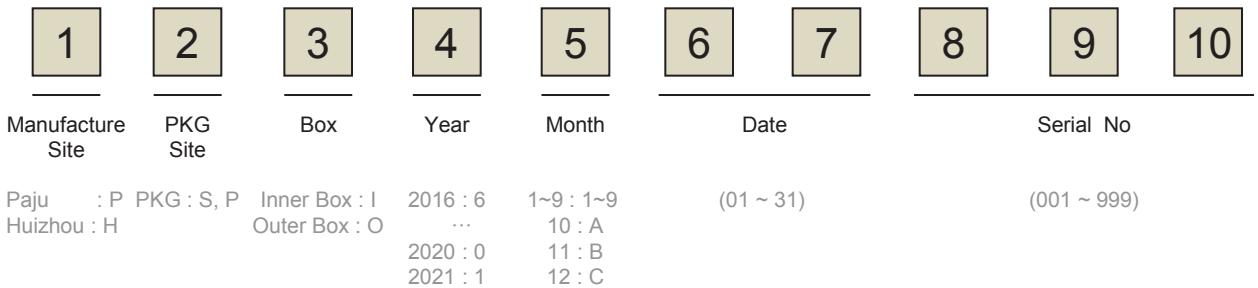 1 2 3 4 5 6 7 8 9 10
Manufacture Site PKG Site Box Year Month Date Serial No
Paju : P PKG : S, P Inner Box : I 2016 : 6 1~9 : 1~9 (01 ~ 31) (001 ~ 999)
Huizhou : H Outer Box : O ⋯ 10 : A
2020 : 0 11 : B
2021 : 1 12 : C